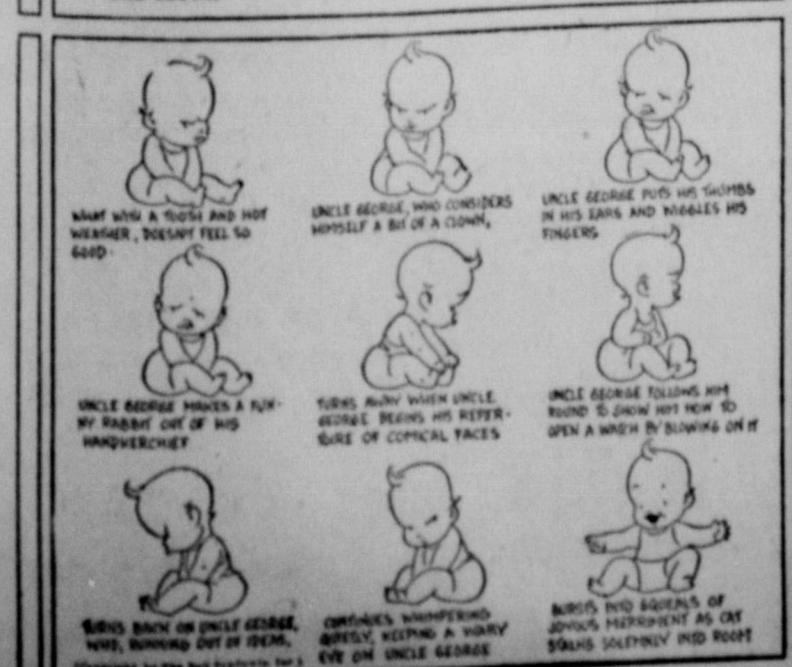 WHAT WITH A TOOTH AND HOT
WEATHER, DOESN'T FEEL SO
GOOD.
UNCLE GEORGE, WHO CONSIDERS
HIMSELF A BIT OF A CLOWN,
UNCLE GEORGE PUTS HIS THUMBS
IN HIS EARS AND WIGGLES HIS
FINGERS
UNCLE GEORGE MAKES A FUN-
NY RABBIT OUT OF HIS
HANDKERCHIEF
TURNS AWAY WHEN UNCLE
GEORGE BEGINS HIS REPER-
TOIRE OF COMICAL FACES
UNCLE GEORGE FOLLOWS HIM
ROUND TO SHOW HIM HOW TO
OPEN A WATCH BY BLOWING ON IT
TURNS BACK ON UNCLE GEORGE,
WHO, RUNNING OUT OF IDEAS,
CONTINUES WHIMPERING
QUIETLY, KEEPING A WARY
EYE ON UNCLE GEORGE
BURSTS INTO SQUEALS OF
JOYOUS MERRIMENT AS CAT
STALKS SOLEMNLY INTO ROOM